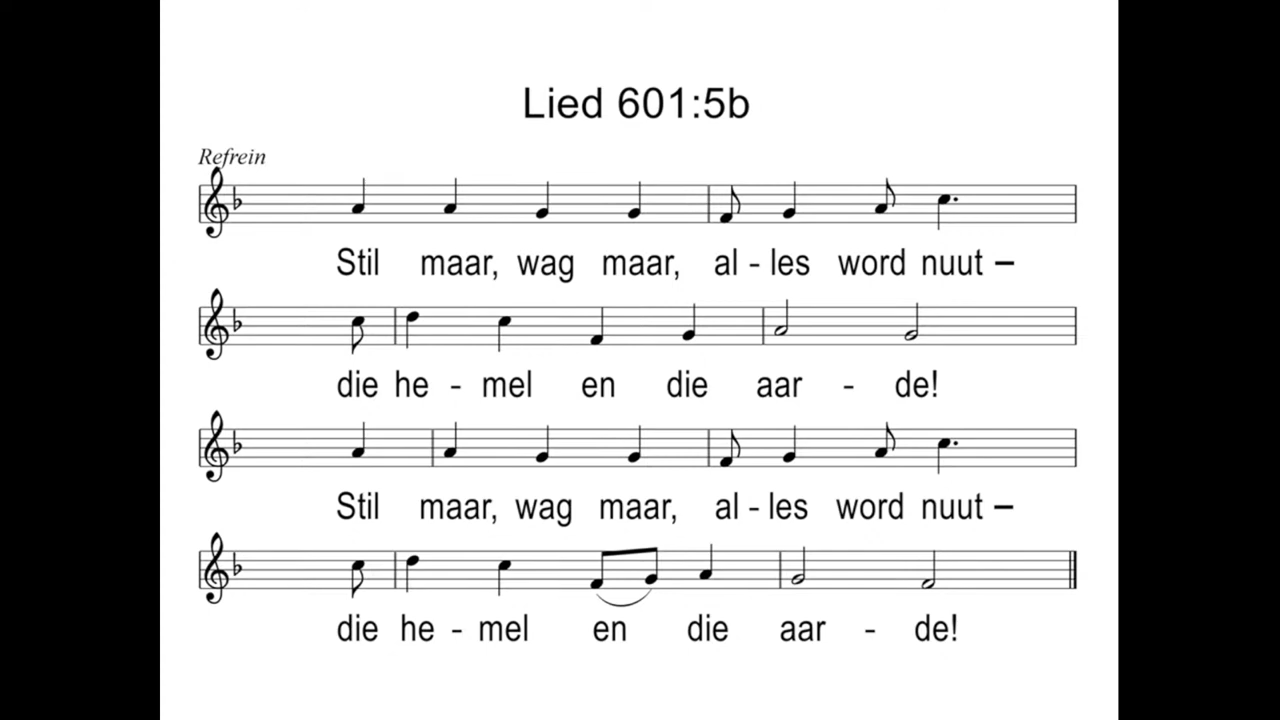 Lied 601:5b
Refrein
Stil maar, wag maar, al - les word nuut –
die he - mel en die aar - de!
Stil maar, wag maar, al - les word nuut –
die he - mel en die aar - de!